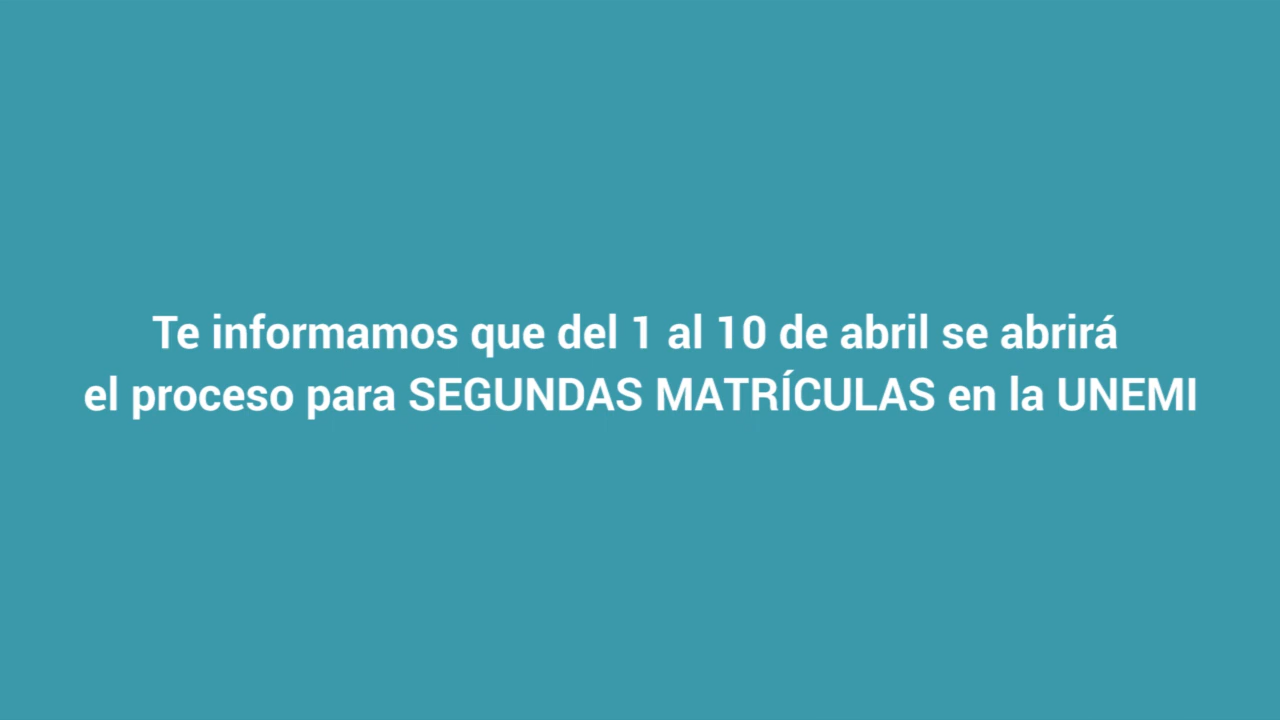 Te informamos que del 1 al 10 de abril se abrirá
el proceso para SEGUNDAS MATRÍCULAS en la UNEMI